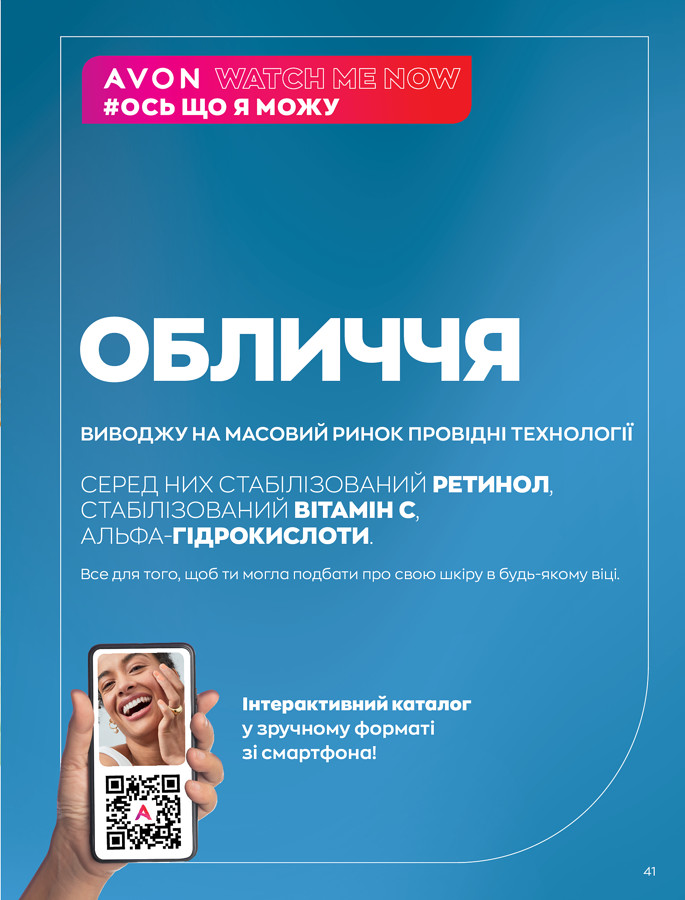 AVON WATCH ME NOW
#ОСЬ ЩО Я МОЖУ
ОБЛИЧЧЯ
ВИВОДЖУ НА МАСОВИЙ РИНОК ПРОВІДНІ ТЕХНОЛОГІЇ
СЕРЕД НИХ СТАБІЛІЗОВАНИЙ РЕТИНОЛ,
СТАБІЛІЗОВАНИЙ ВІТАМІН С,
АЛЬФА-ГІДРОКИСЛОТИ.
Все для того, щоб ти могла подбати про свою шкіру в будь-якому віці.
Інтерактивний каталог
у зручному форматі
зі смартфона!
A
41